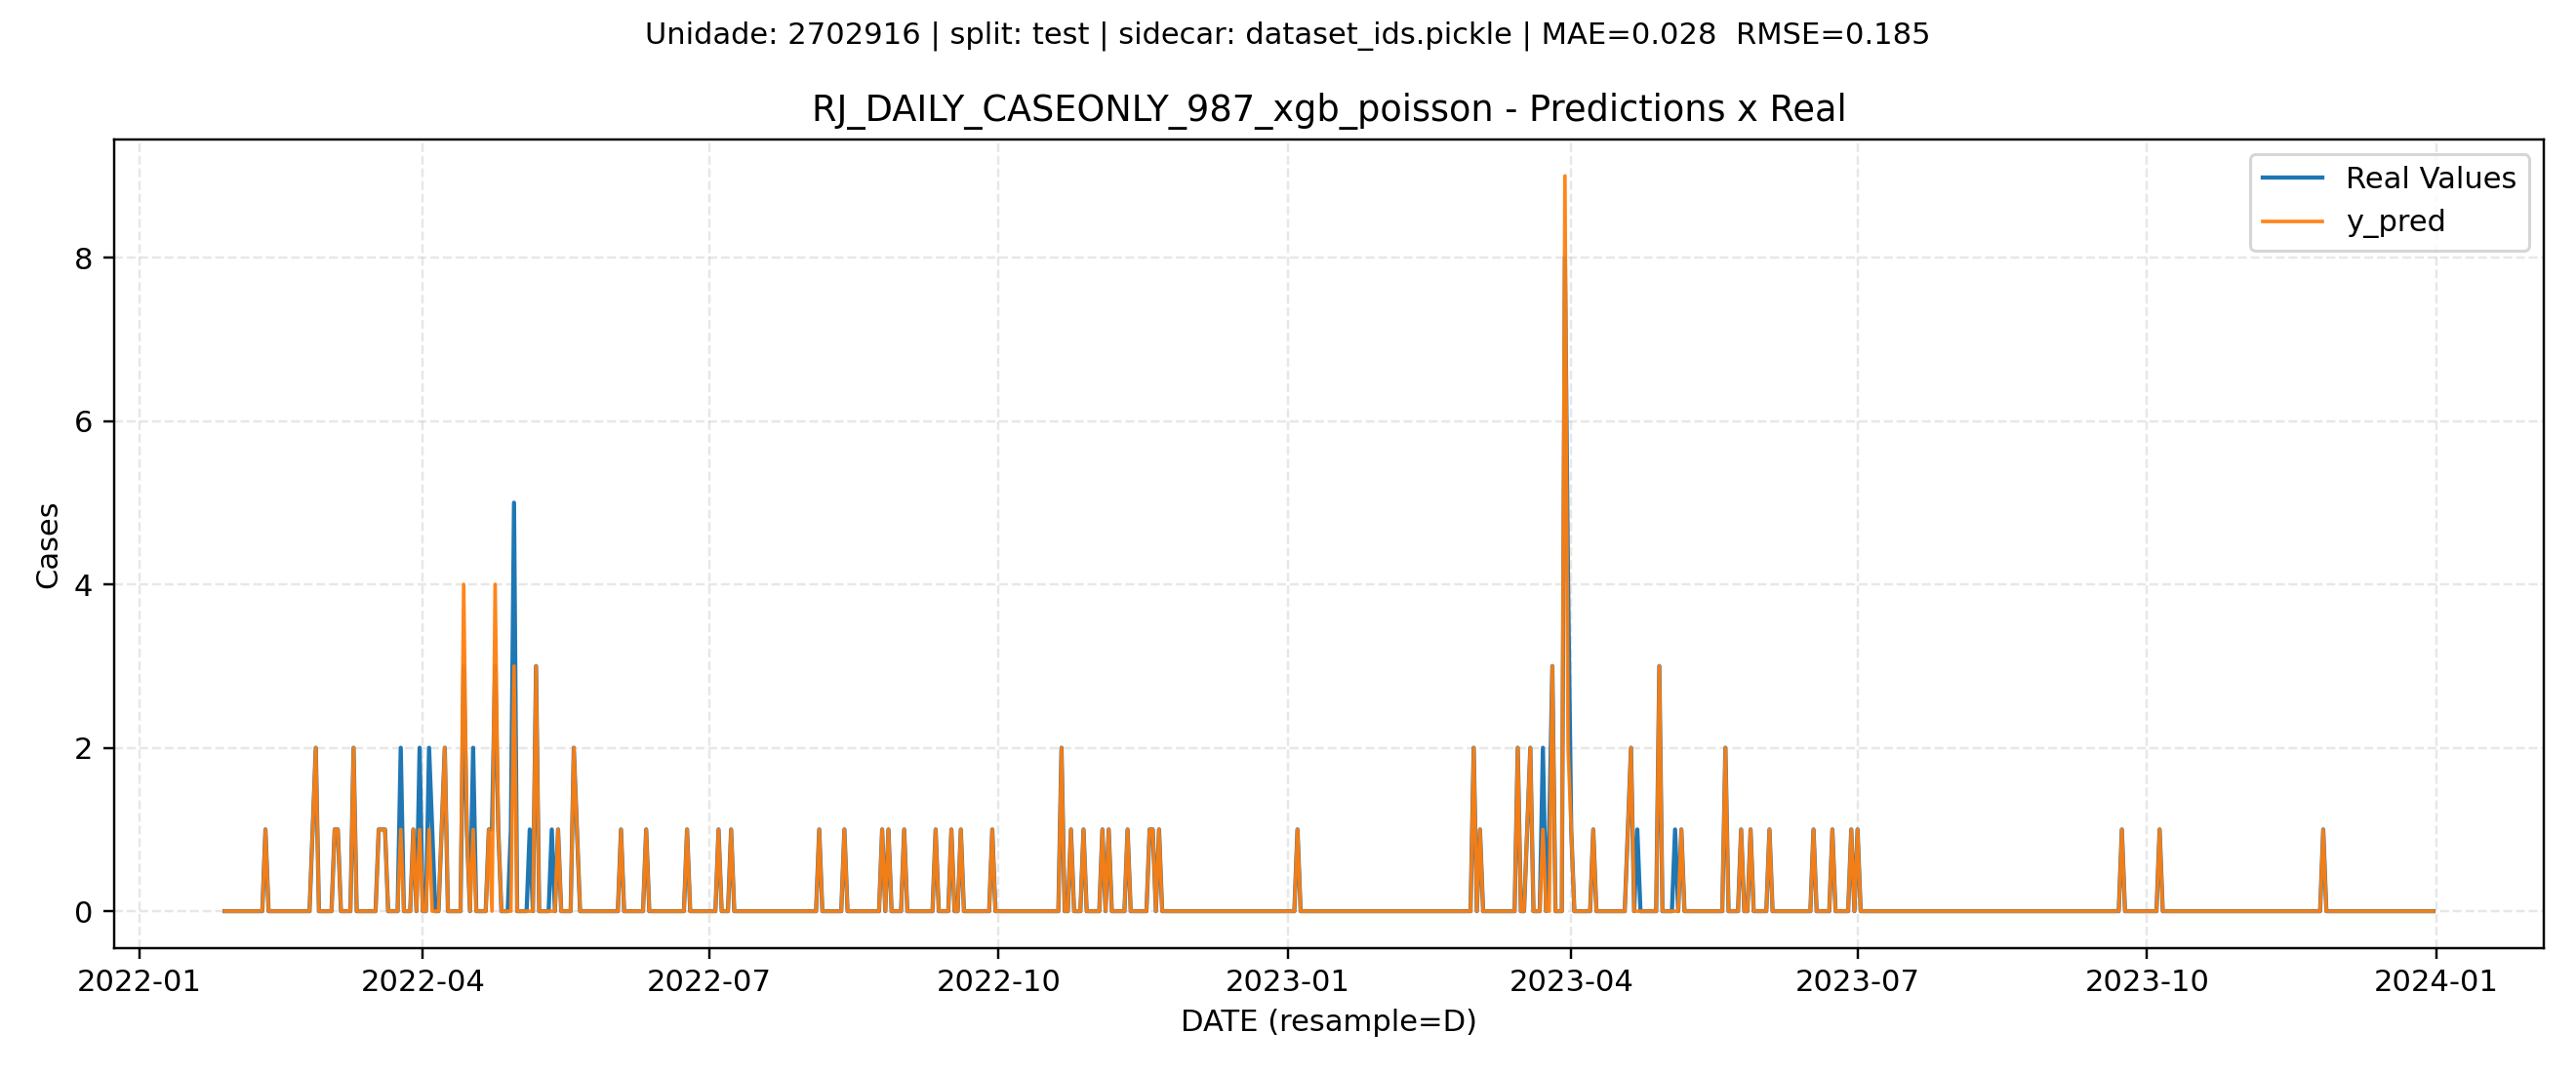 Unidade: 2702916 | split: test | sidecar: dataset_ids.pickle | MAE=0.028  RMSE=0.185
RJ_DAILY_CASEONLY_987_xgb_poisson - Predictions x Real
Real Values
y_pred
Cases
8
6
4
2
0
2022-01 2022-04 2022-07 2022-10 2023-01 2023-04 2023-07 2023-10 2024-01
DATE (resample=D)